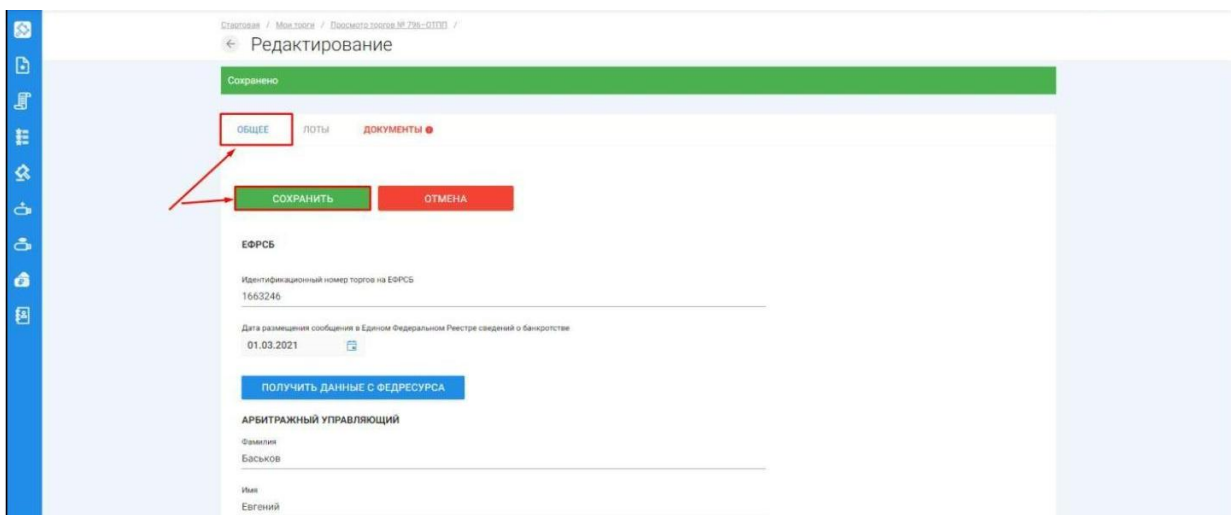 Стартовая / Мои торги / Просмотр торгов № 796-ОТПП /
Редактирование
Сохранено
ОБЩЕЕ ЛОТЫ ДОКУМЕНТЫ
СОХРАНИТЬ ОТМЕНА
ЕФРСБ
Идентификационный номер торгов на ЕФРСБ
1663246
Дата размещения сообщения в Едином Федеральном Реестре сведений о банкротстве
01.03.2021
ПОЛУЧИТЬ ДАННЫЕ С ФЕДРЕСУРСА
АРБИТРАЖНЫЙ УПРАВЛЯЮЩИЙ
Фамилия
Баськов
Имя
Евгений